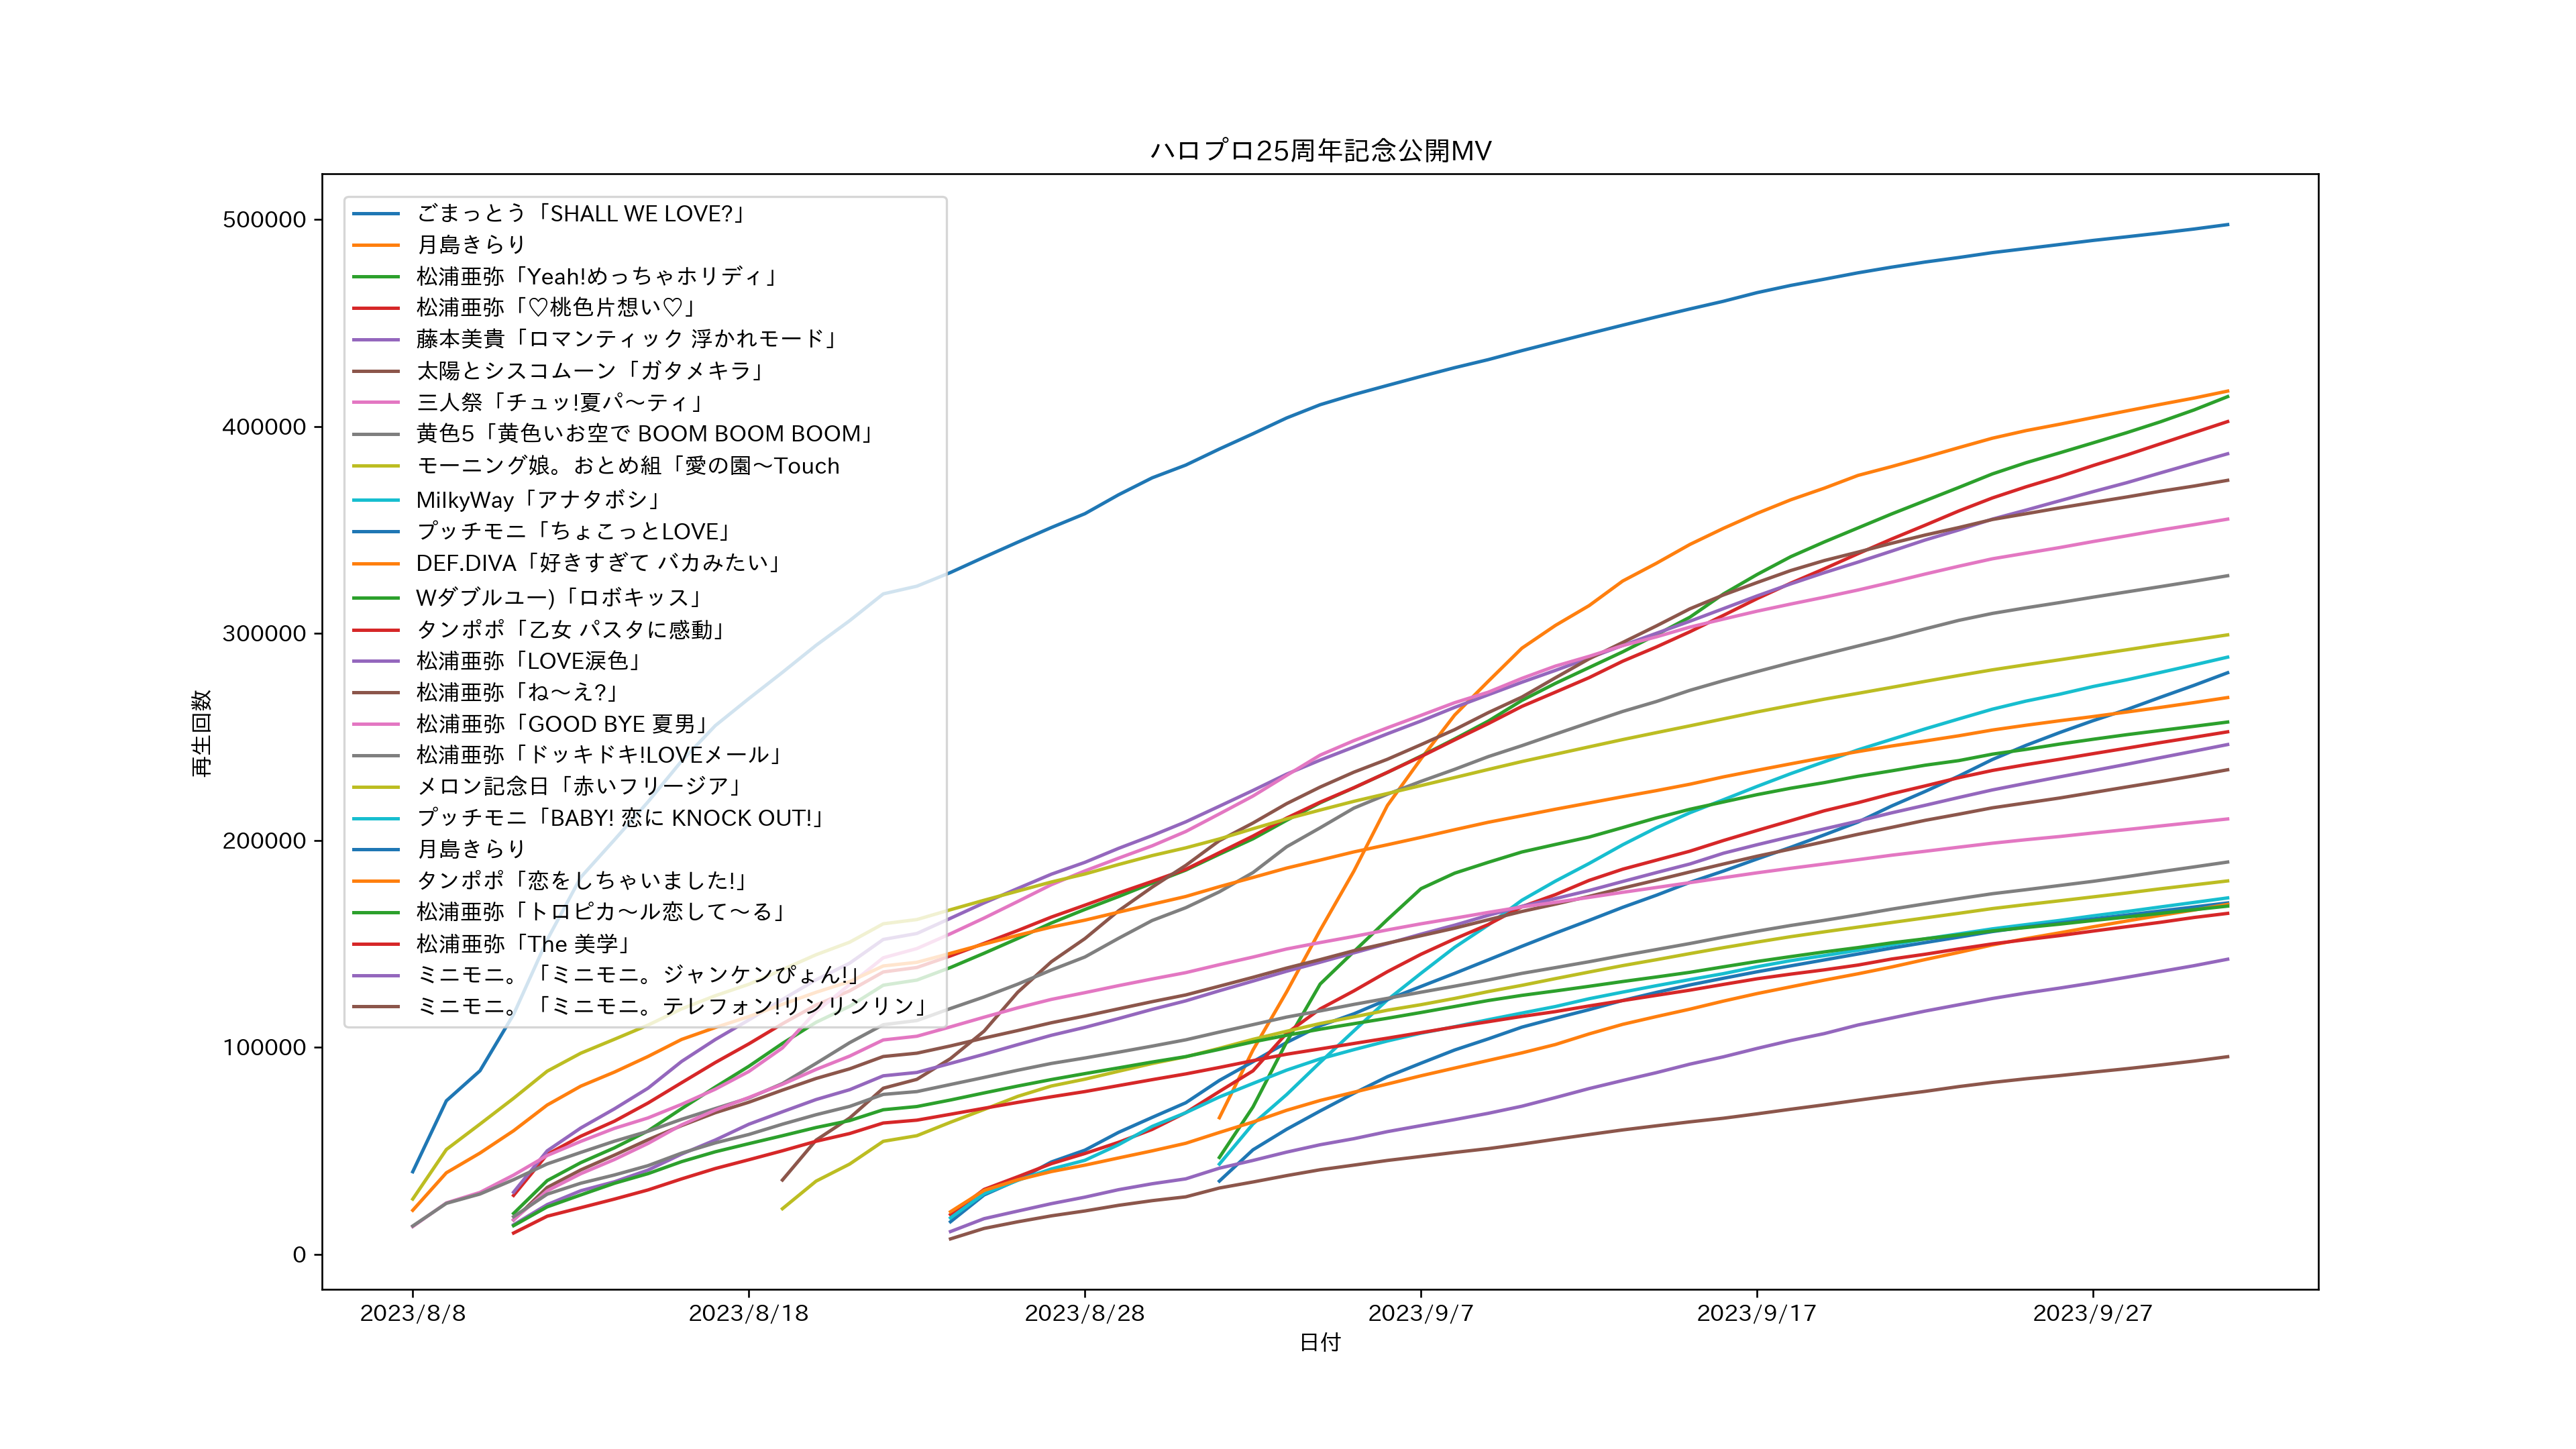 ハロプロ25周年記念公開MV
再生回数
500000
400000
300000
200000
100000
0
ごまっとう「SHALL WE LOVE?」
月島きらり
松浦亜弥「Yeah!めっちゃホリディ」
松浦亜弥「♡桃色片想い♡」
藤本美貴「ロマンティック 浮かれモード」
太陽とシスコムーン「ガタメキラ」
三人祭「チュッ!夏パ〜ティ」
黄色5「黄色いお空で BOOM BOOM BOOM」
モーニング娘。おとめ組「愛の園〜Touch
MilkyWay「アナタボシ」
プッチモニ「ちょこっとLOVE」
DEF.DIVA「好きすぎて バカみたい」
Wダブルユー)「ロボキッス」
タンポポ「乙女 パスタに感動」
松浦亜弥「LOVE涙色」
松浦亜弥「ね〜え?」
松浦亜弥「GOOD BYE 夏男」
松浦亜弥「ドッキドキ!LOVEメール」
メロン記念日「赤いフリージア」
プッチモニ「BABY! 恋に KNOCK OUT!」
月島きらり
タンポポ「恋をしちゃいました!」
松浦亜弥「トロピカ〜ル恋して〜る」
松浦亜弥「The 美学」
ミニモニ。「ミニモニ。ジャンケンぴょん!」
ミニモニ。「ミニモニ。テレフォン!リンリンリン」
2023/8/8
2023/8/18
2023/8/28
2023/9/7
2023/9/17
2023/9/27
日付